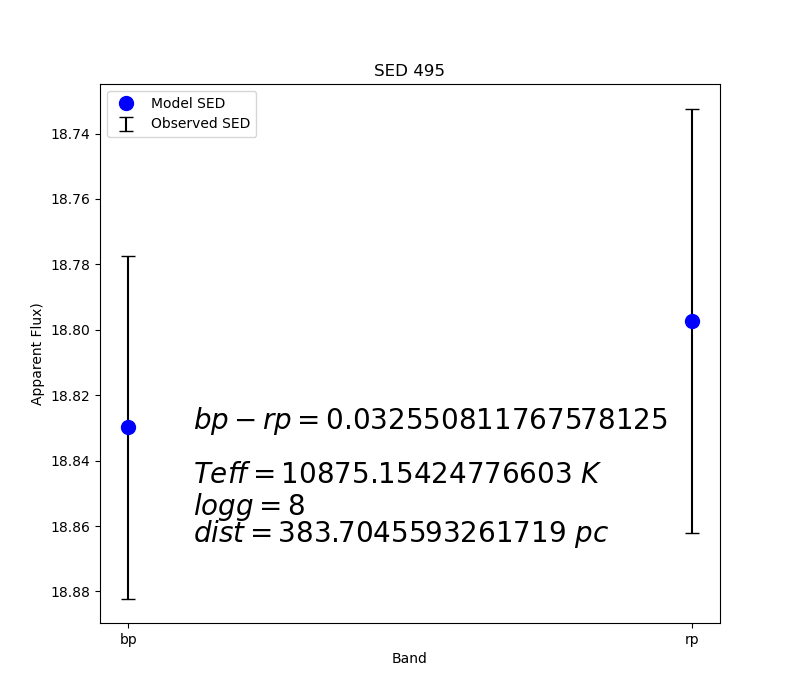 SED 495
Model SED
Observed SED
18.74
18.76
18.78
18.80
18.82
18.84
18.86
18.88
Apparent Flux)
bp − rp = 0.032550811767578125
Teff = 10875.15424776603 K
logg = 8
dist = 383.7045593261719 pc
bp
rp
Band